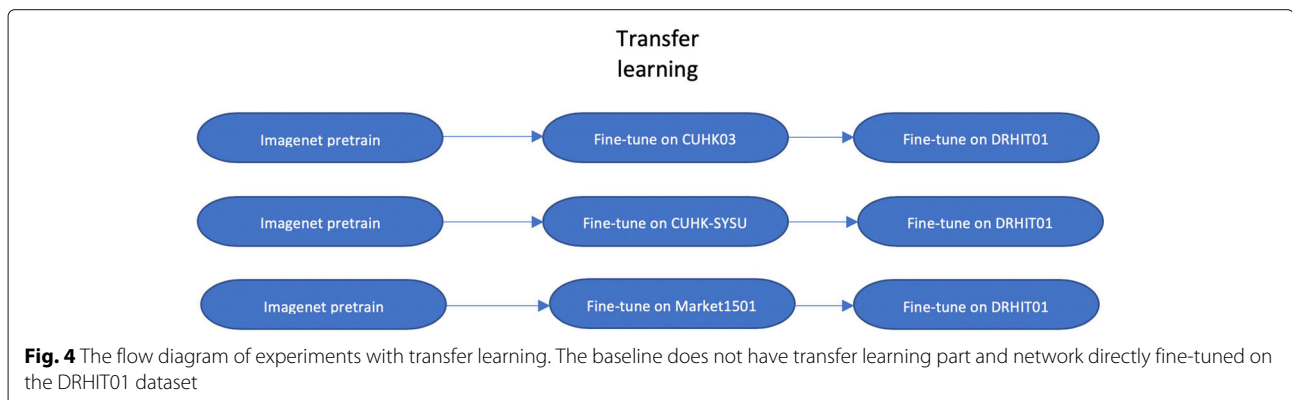 Transfer
learning
Imagenet pretrain
Fine-tune on CUHK03
Fine-tune on DRHIT01
Imagenet pretrain
Fine-tune on CUHK-SYSU
Fine-tune on DRHIT01
Imagenet pretrain
Fine-tune on Market1501
Fine-tune on DRHIT01
Fig. 4 The flow diagram of experiments with transfer learning. The baseline does not have transfer learning part and network directly fine-tuned on
the DRHIT01 dataset